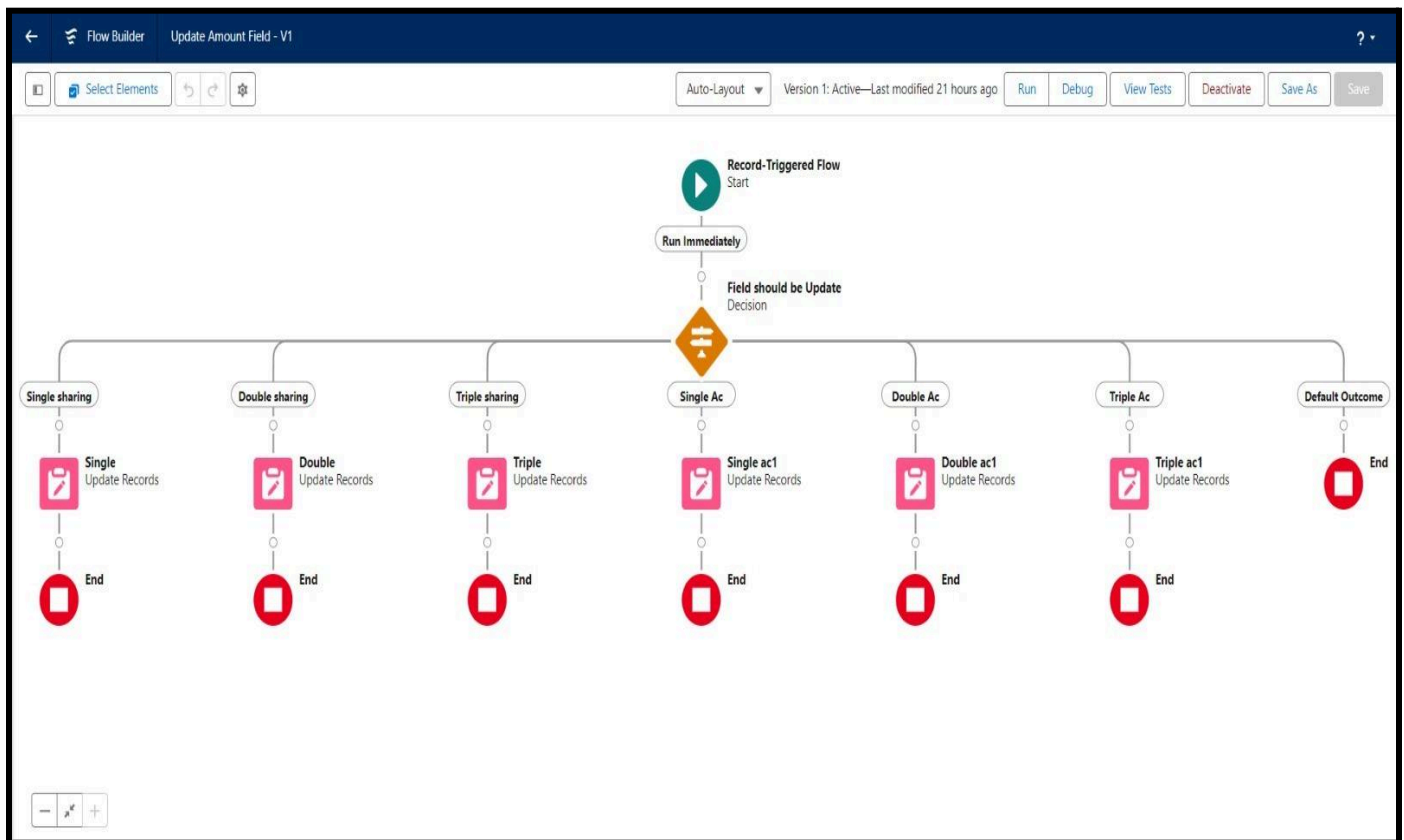 Flow Builder
Update Amount Field - V1
?
Select Elements
Auto-Layout
Version 1: Active—Last modified 21 hours ago
Run
Debug
View Tests
Deactivate
Save As
Save
Record-Triggered Flow
Start
Run Immediately
Field should be Update
Decision
Single sharing
Double sharing
Triple sharing
Single Ac
Double Ac
Triple Ac
Default Outcome
Single
Update Records
Double
Update Records
Triple
Update Records
Single ac1
Update Records
Double ac1
Update Records
Triple ac1
Update Records
End
End
End
End
End
End
End